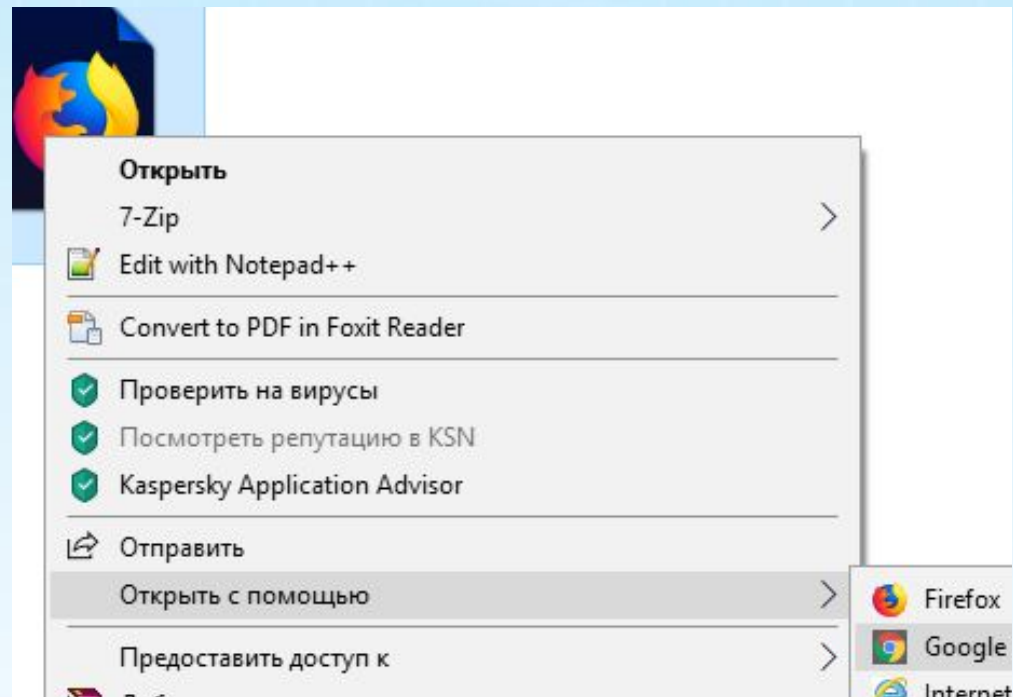 Открыть
7-Zip
Edit with Notepad++
Convert to PDF in Foxit Reader
Проверить на вирусы
Посмотреть репутацию в KSN
Kaspersky Application Advisor
Отправить
Открыть с помощью
Firefox
Google
Предоставить доступ к
Internet